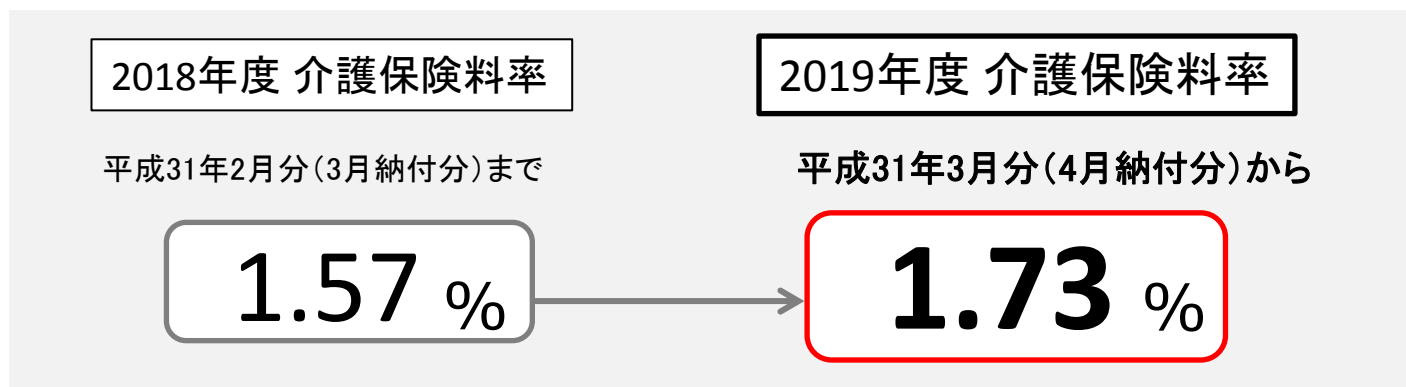 2018年度 介護保険料率
2019年度 介護保険料率
平成31年2月分(3月納付分)まで
平成31年3月分(4月納付分)から
1.57 %
1.73 %